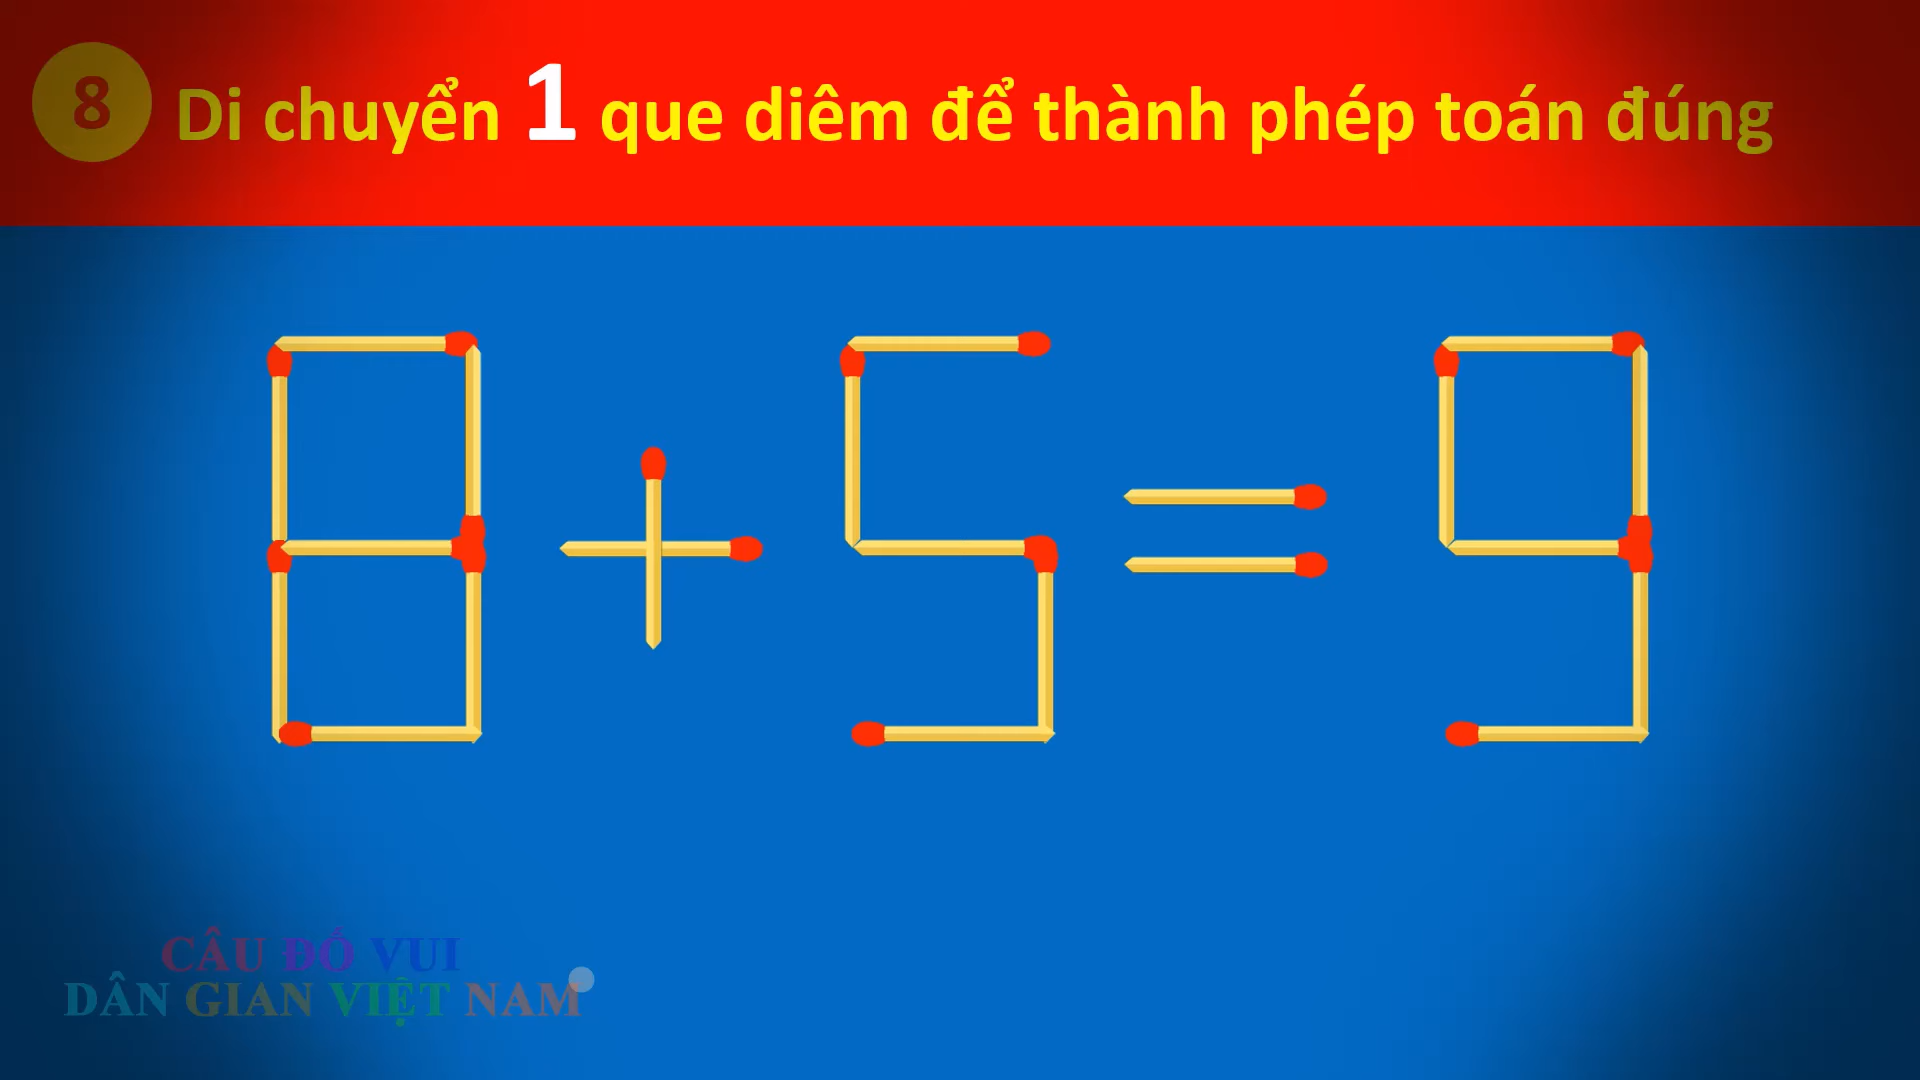 8 Di chuyển 1 que diêm để thành phép toán đúng
8 + 5 = 9
CÂU ĐỐ VUI
DÂN GIAN VIỆT NAM